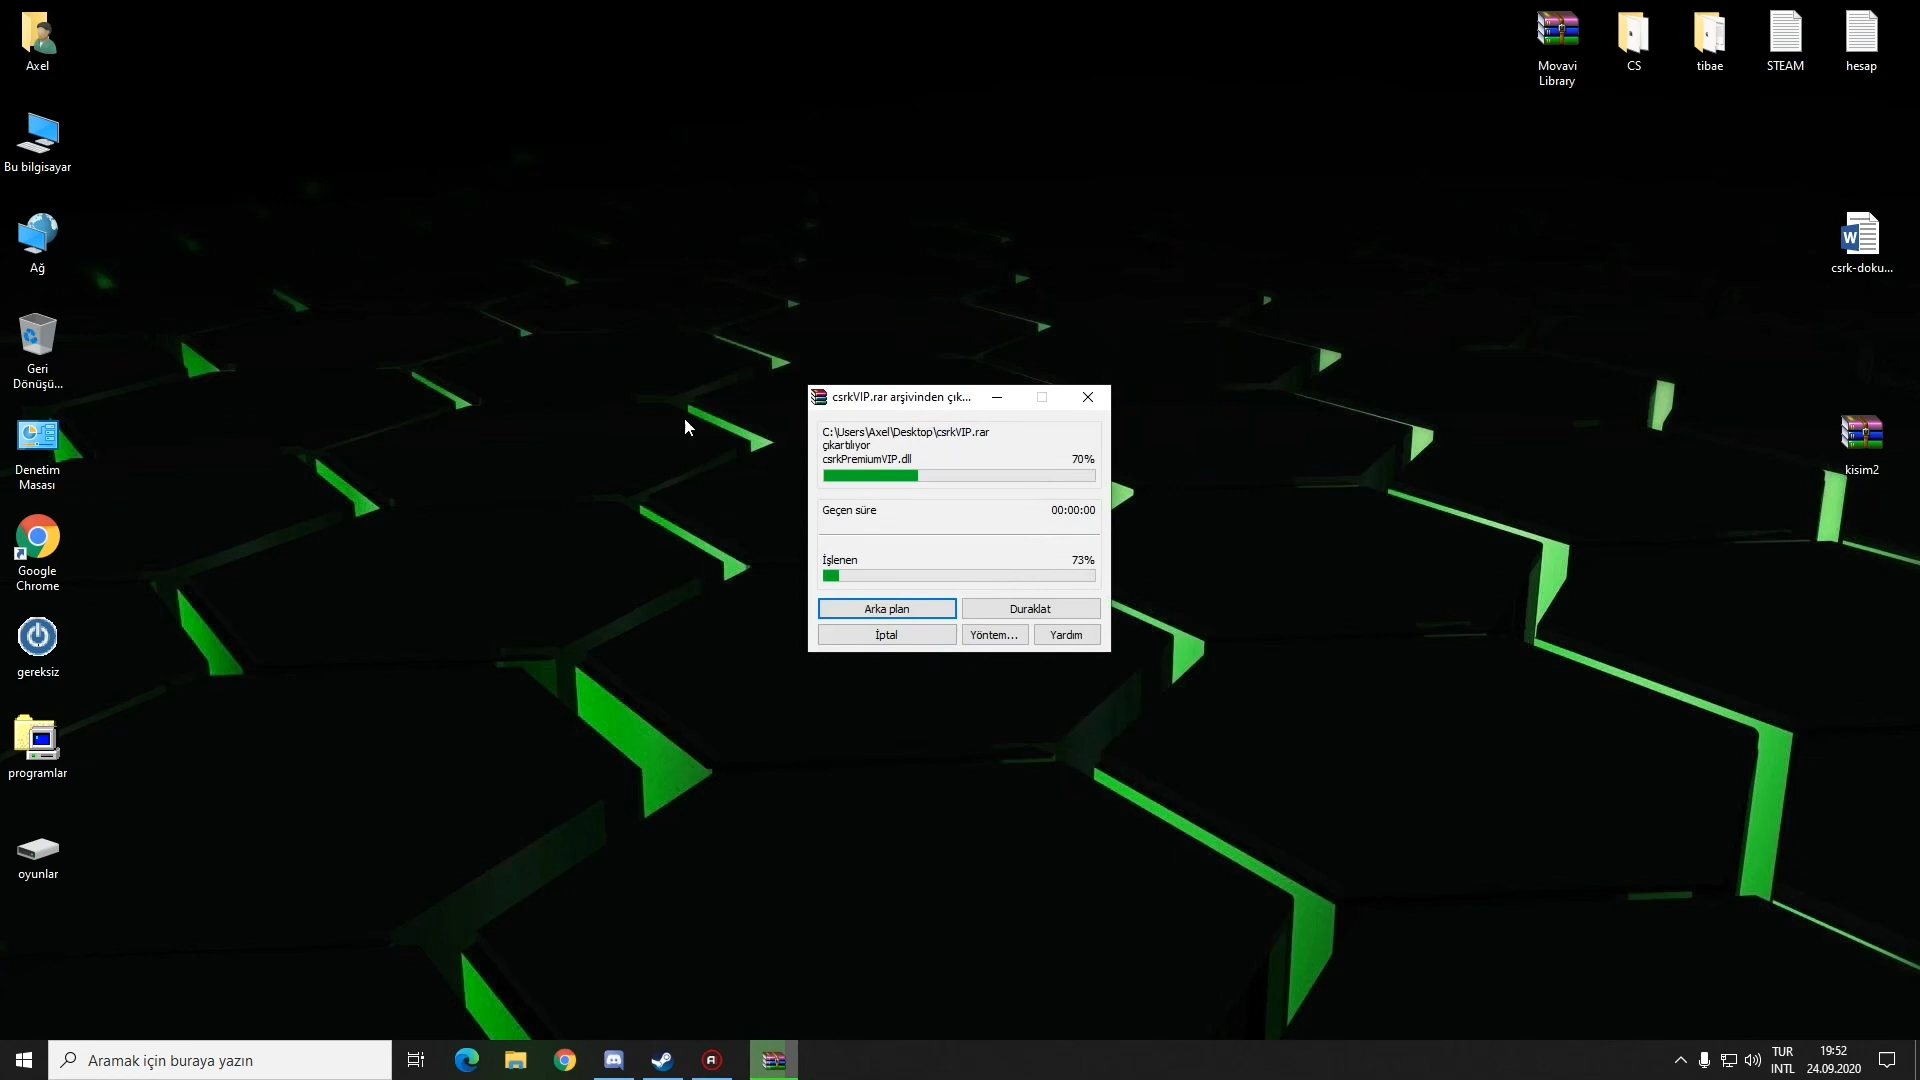 Axel
Bu bilgisayar
Ağ
Geri
Dönüşü...
Denetim
Masası
Google
Chrome
gereksiz
programlar
oyunlar
Movavi
Library
CS
tibae
STEAM
hesap
csrk-doku...
kisim2
csrkVIP.rar arşivinden çık...
C:\Users\Axel\Desktop\csrkVIP.rar
çıkartılıyor
csrkPremiumVIP.dll 70%
Geçen süre 00:00:00
İşlenen 73%
Arka plan Duraklat
İptal Yöntem... Yardım
Aramak için buraya yazın
TUR
INTL
19:52
24.09.2020